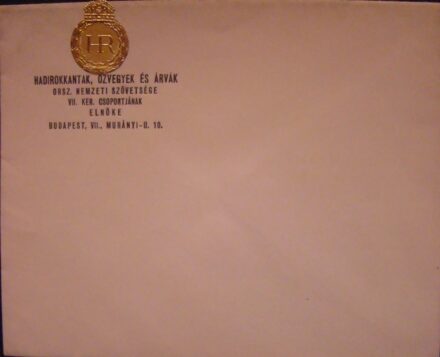 HR
HADIROKKANTAK, ÖZVEGYEK ÉS ÁRVÁK
ORSZ. NEMZETI SZÖVETSÉGE
VII. KER. CSOPORTJÁNAK
ELNÖKE
BUDAPEST, VII., MURÁNYI-U. 10.